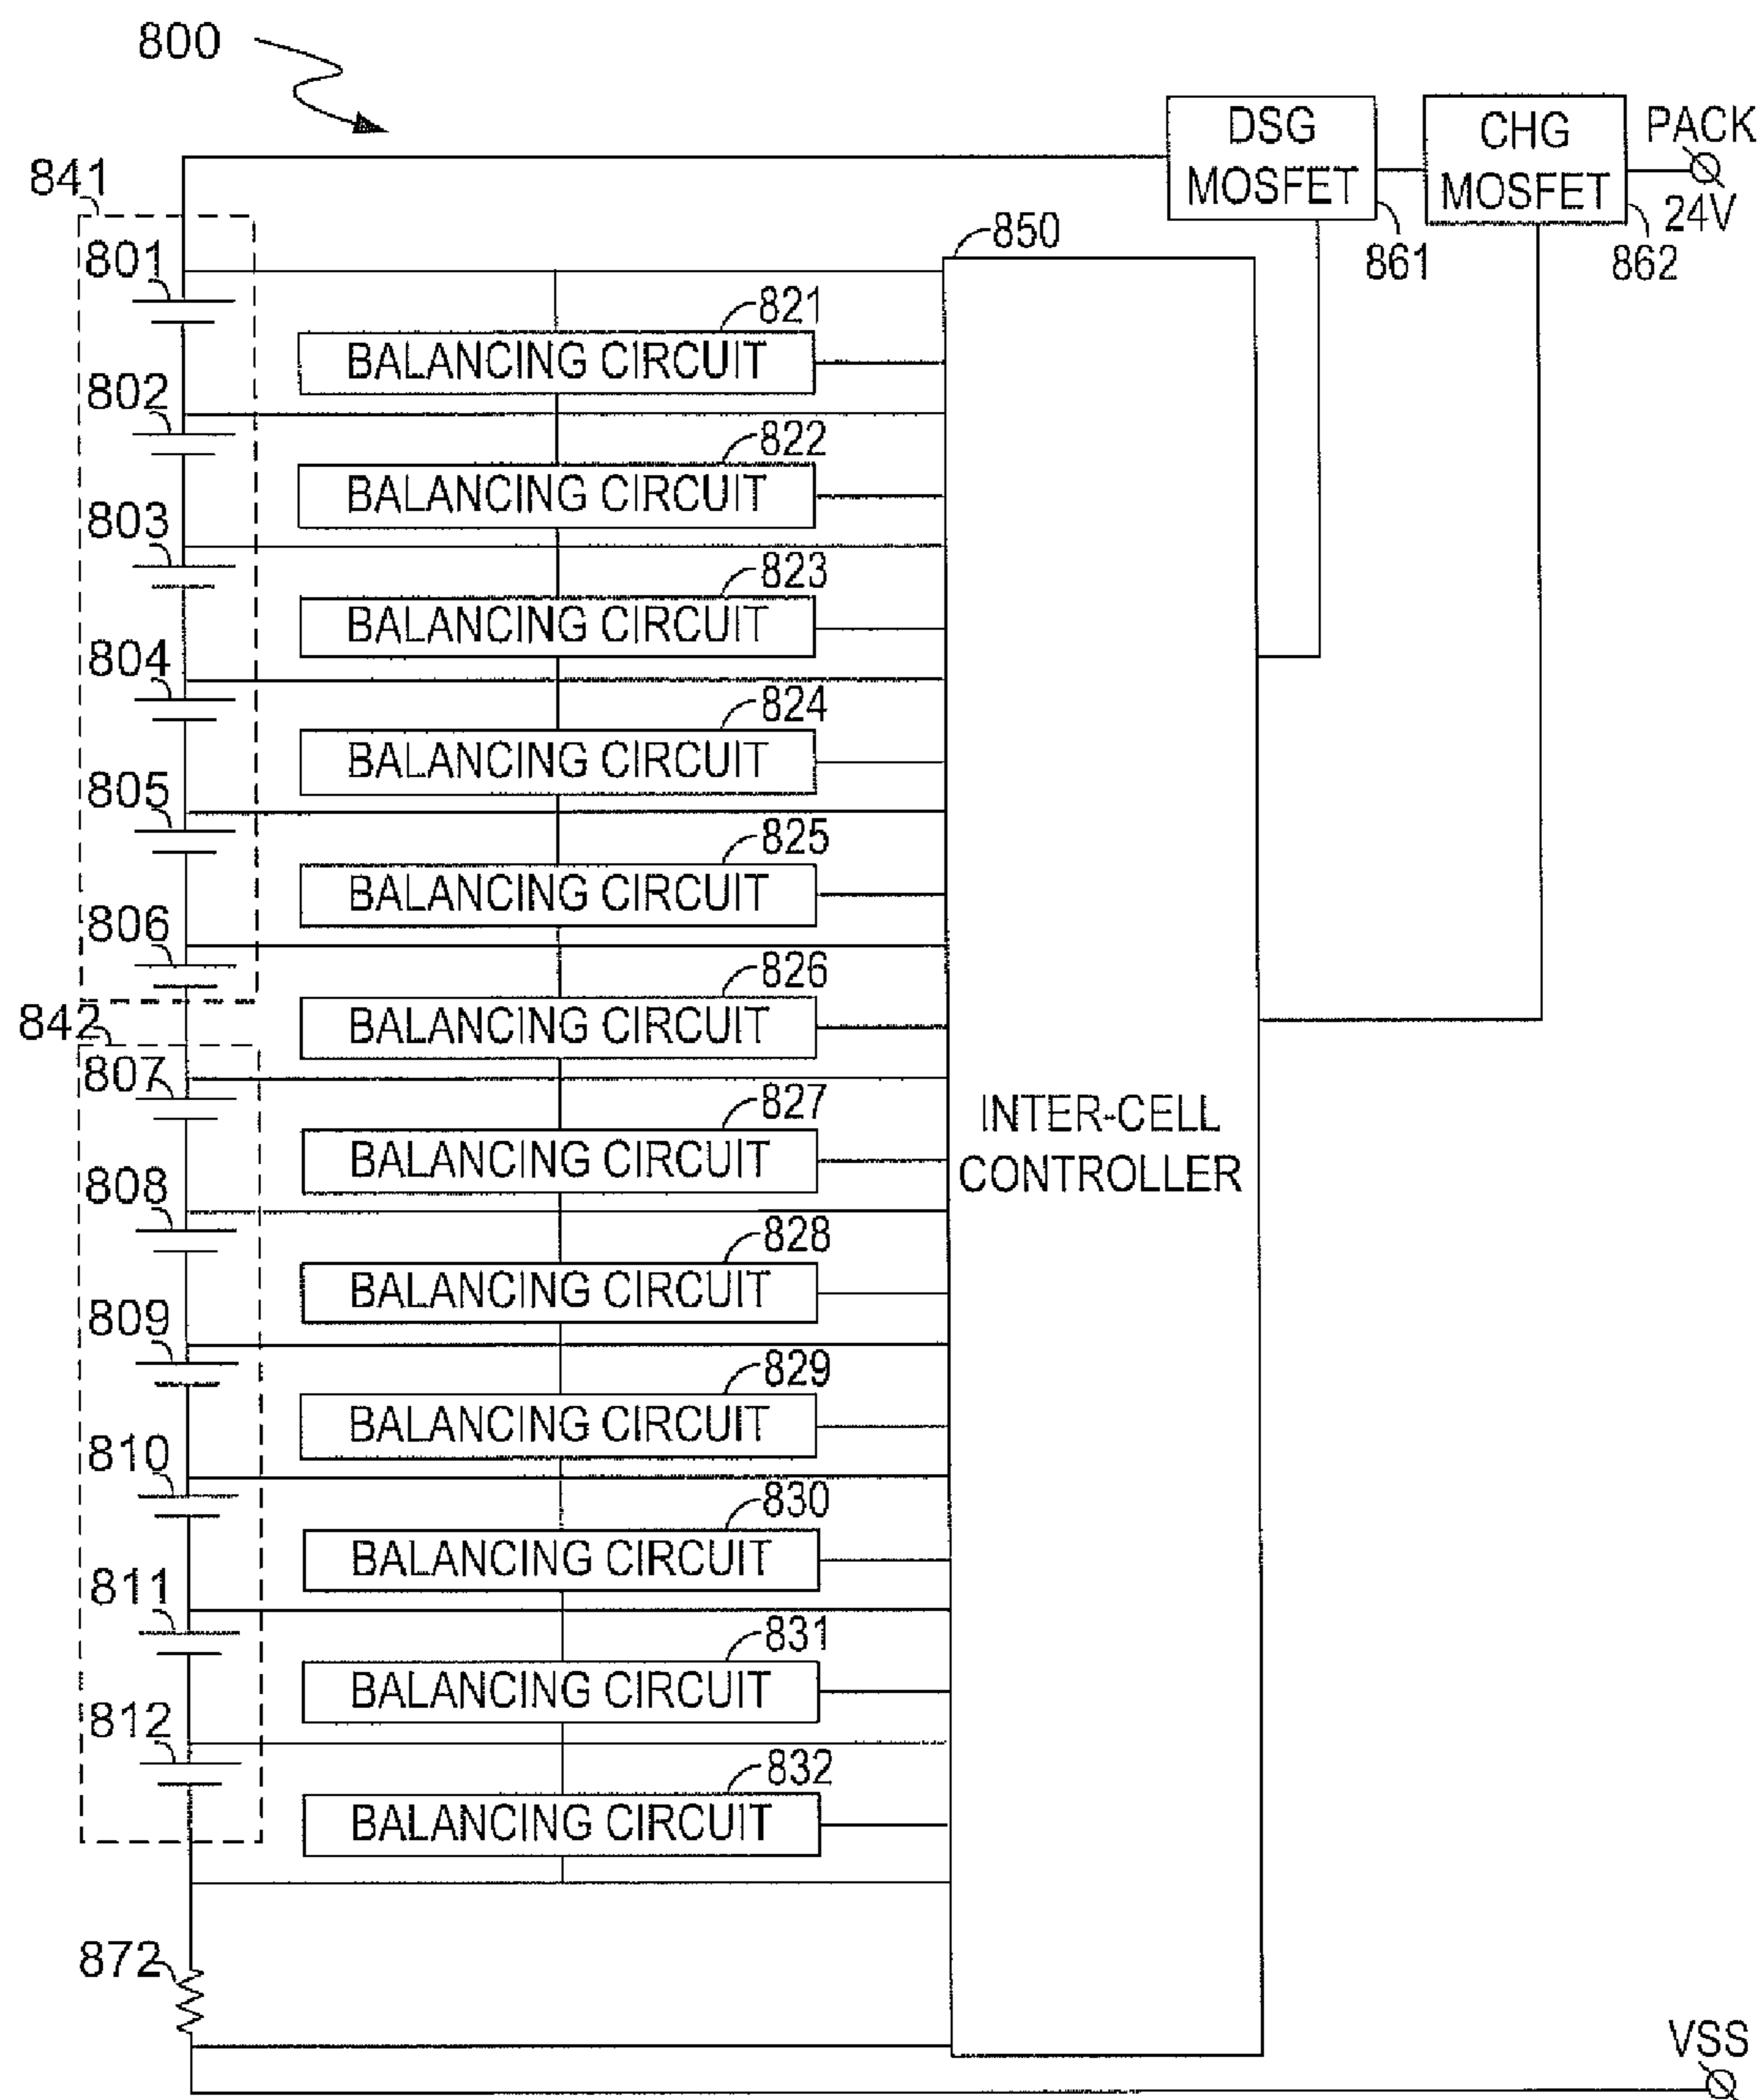 800
DSG
MOSFET
CHG
MOSFET
PACK
24V
861
862
841
850
801
821
BALANCING CIRCUIT
802
822
BALANCING CIRCUIT
803
823
BALANCING CIRCUIT
804
824
BALANCING CIRCUIT
805
825
BALANCING CIRCUIT
806
826
BALANCING CIRCUIT
842
807
827
BALANCING CIRCUIT
INTER-CELL
CONTROLLER
808
828
BALANCING CIRCUIT
809
829
BALANCING CIRCUIT
810
830
BALANCING CIRCUIT
811
831
BALANCING CIRCUIT
812
832
BALANCING CIRCUIT
872
VSS